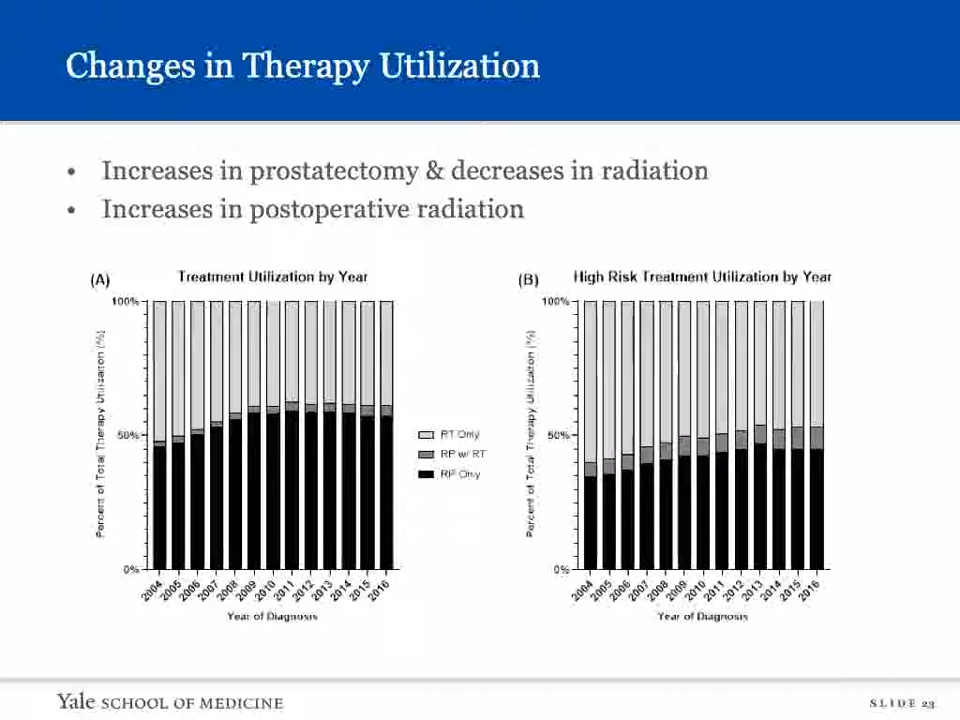 Changes in Therapy Utilization
• Increases in prostatectomy & decreases in radiation
• Increases in postoperative radiation
(A) Treatment Utilization by Year
100%
50%
0%
Percent of Total Therapy Utilization (%)
2004 2005 2006 2007 2008 2009 2010 2011 2012 2013 2014 2015 2016
Year of Diagnosis
RT Only
RP w/ RT
RP Only
(B) High Risk Treatment Utilization by Year
100%
50%
0%
Percent of Total Therapy Utilization (%)
2004 2005 2006 2007 2008 2009 2010 2011 2012 2013 2014 2015 2016
Year of Diagnosis
Yale SCHOOL OF MEDICINE
SLIDE 23